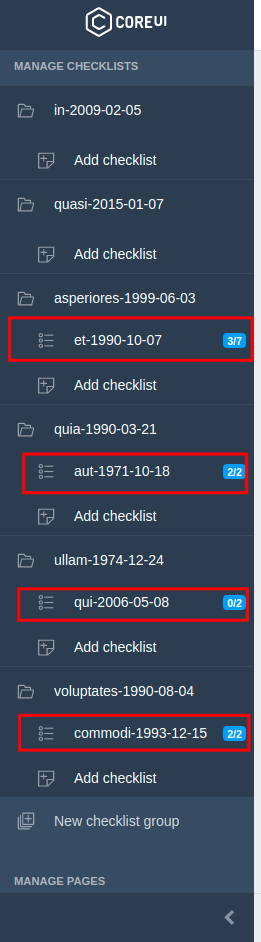 COREUI
MANAGE CHECKLISTS
in-2009-02-05
Add checklist
quasi-2015-01-07
Add checklist
asperiores-1999-06-03
et-1990-10-07 3/7
Add checklist
quia-1990-03-21
aut-1971-10-18 2/2
Add checklist
ullam-1974-12-24
qui-2006-05-08 0/2
Add checklist
voluptates-1990-08-04
commodi-1993-12-15 2/2
Add checklist
New checklist group
MANAGE PAGES